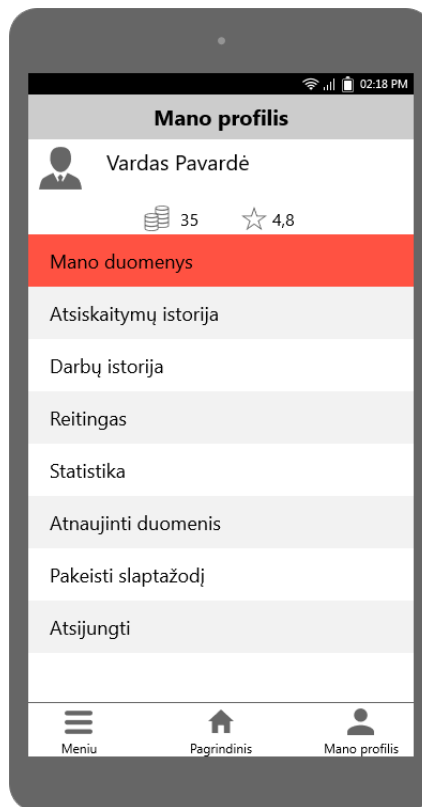 02:18 PM
Mano profilis
Vardas Pavardė
35 4,8
Mano duomenys
Atsiskaitymų istorija
Darbų istorija
Reitingas
Statistika
Atnaujinti duomenis
Pakeisti slaptažodį
Atsijungti
Meniu Pagrindinis Mano profilis